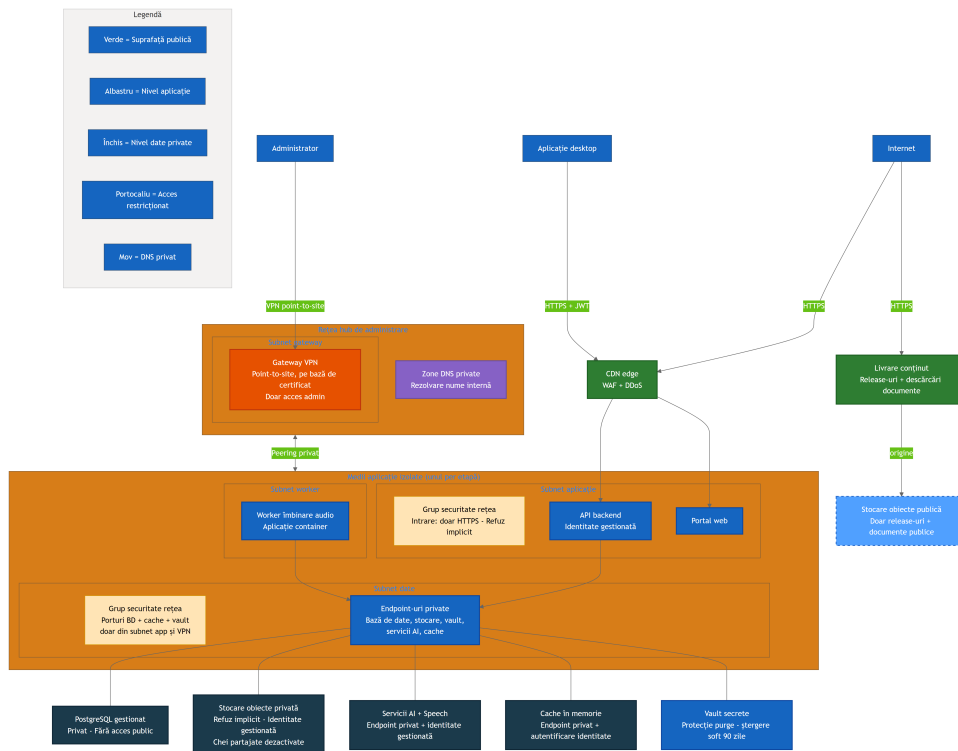 Legendă
Verde = Suprafață publică
Albastru = Nivel aplicație
Închis = Nivel date private
Portocaliu = Acces
restricționat
Mov = DNS privat
Administrator
Aplicație desktop
Internet
VPN point-to-site
HTTPS + JWT
HTTPS
HTTPS
de administrare
Subnet gateway
Gateway VPN
Point-to-site, pe bază de
certificat
Doar acces admin
Zone DNS private
Rezolvare nume internă
CDN edge
WAF + DDoS
Livrare conținut
Release-uri + descărcări
documente
Peering privat
origine
Stocare obiecte publică
Doar release-uri +
documente publice
aplicație izolate
per etapă
Subnet worker
Worker îmbinare audio
Aplicație container
Subnet aplicație
Grup securitate rețea
Intrare: doar HTTPS - Refuz
implicit
API backend
Identitate gestionată
Portal web
Subnet date
Grup securitate rețea
Porturi BD + cache + vault
doar din subnet app și VPN
Endpoint-uri private
Bază de date, stocare, vault,
servicii AI, cache
PostgreSQL gestionat
Privat - Fără acces public
Stocare obiecte privată
Refuz implicit - Identitate
gestionată
Chei partajate dezactivate
Servicii AI + Speech
Endpoint privat + identitate
gestionată
Cache în memorie
Endpoint privat +
autentificare identitate
Vault secrete
Protecție purge - ștergere
soft 90 zile